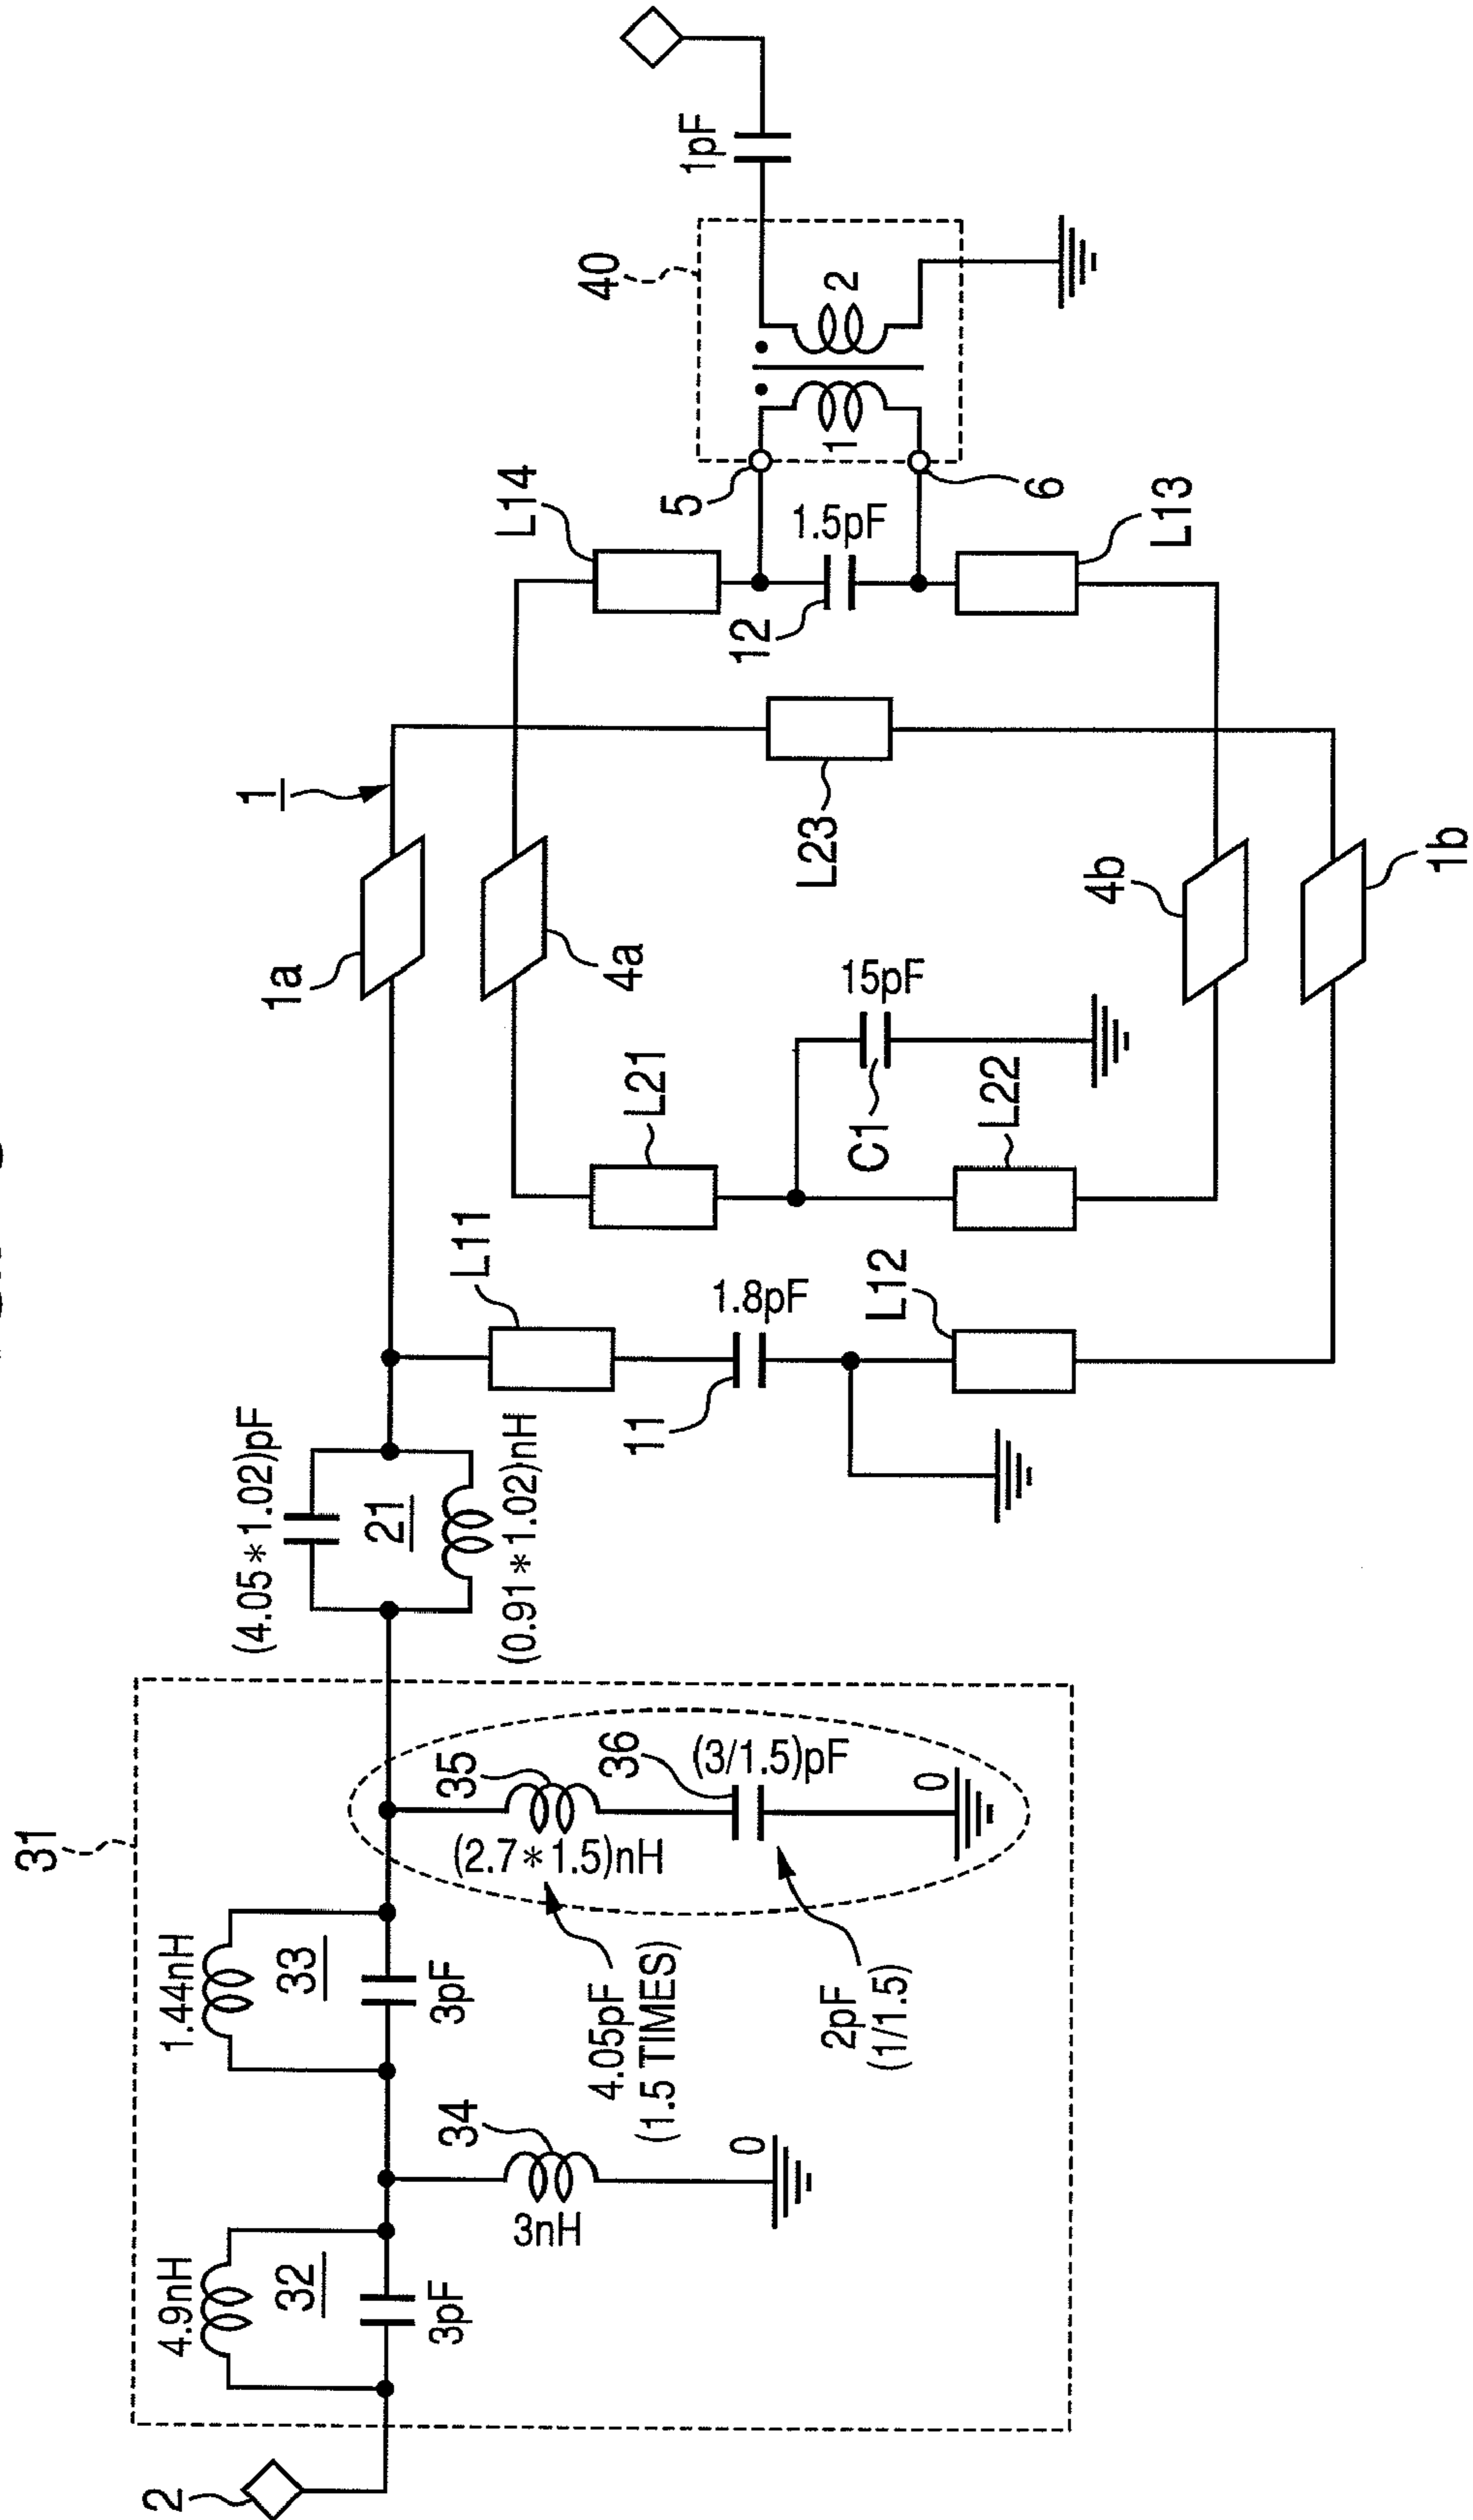 31
2
4.9nH
32
3pF
34
3nH
0
1.44nH
33
3pF
35
(2.7*1.5)nH
36
(3/1.5)pF
0
4.05pF
(1.5 TIMES)
2pF
(1/1.5)
(4.05*1.02)pF
21
(0.91*1.02)nH
L11
11
1.8pF
L12
L21
C1
15pF
L22
1a
4a
4b
1b
1
L23
L14
12
1.5pF
L13
5
6
40
1
2
1pF